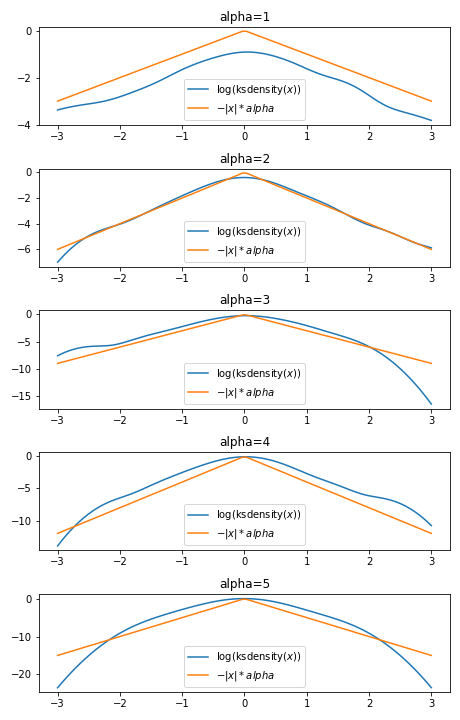 alpha=1
0
−2
−4
log(ksdensity(x))
−|x| * alpha
−3 −2 −1 0 1 2 3
alpha=2
0
−2
−4
−6
log(ksdensity(x))
−|x| * alpha
−3 −2 −1 0 1 2 3
alpha=3
0
−5
−10
−15
log(ksdensity(x))
−|x| * alpha
−3 −2 −1 0 1 2 3
alpha=4
0
−5
−10
log(ksdensity(x))
−|x| * alpha
−3 −2 −1 0 1 2 3
alpha=5
0
−10
−20
log(ksdensity(x))
−|x| * alpha
−3 −2 −1 0 1 2 3